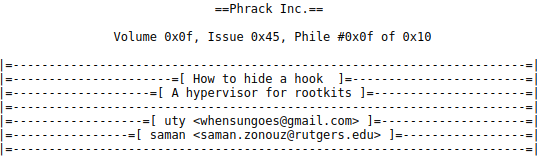 ==Phrack Inc.==
Volume 0x0f, Issue 0x45, Phile #0x0f of 0x10
|=-----------------------------------------------------------------------=|
|=----------------------=[ How to hide a hook  ]=------------------------=|
|=-------------------=[ A hypervisor for rootkits ]=---------------------=|
|=-----------------------------------------------------------------------=|
|=------------------=[ uty <whensungoes@gmail.com> ]=--------------------=|
|=----------------=[ saman <saman.zonouz@rutgers.edu> ]=-----------------=|
|=-----------------------------------------------------------------------=|